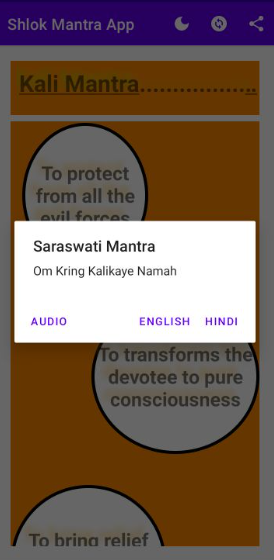 Shlok Mantra App
Kali Mantra..................
To protect
from all the
evil forces
Saraswati Mantra
Om Kring Kalikaye Namah
AUDIO
ENGLISH
HINDI
To transforms the
devotee to pure
consciousness
To bring relief